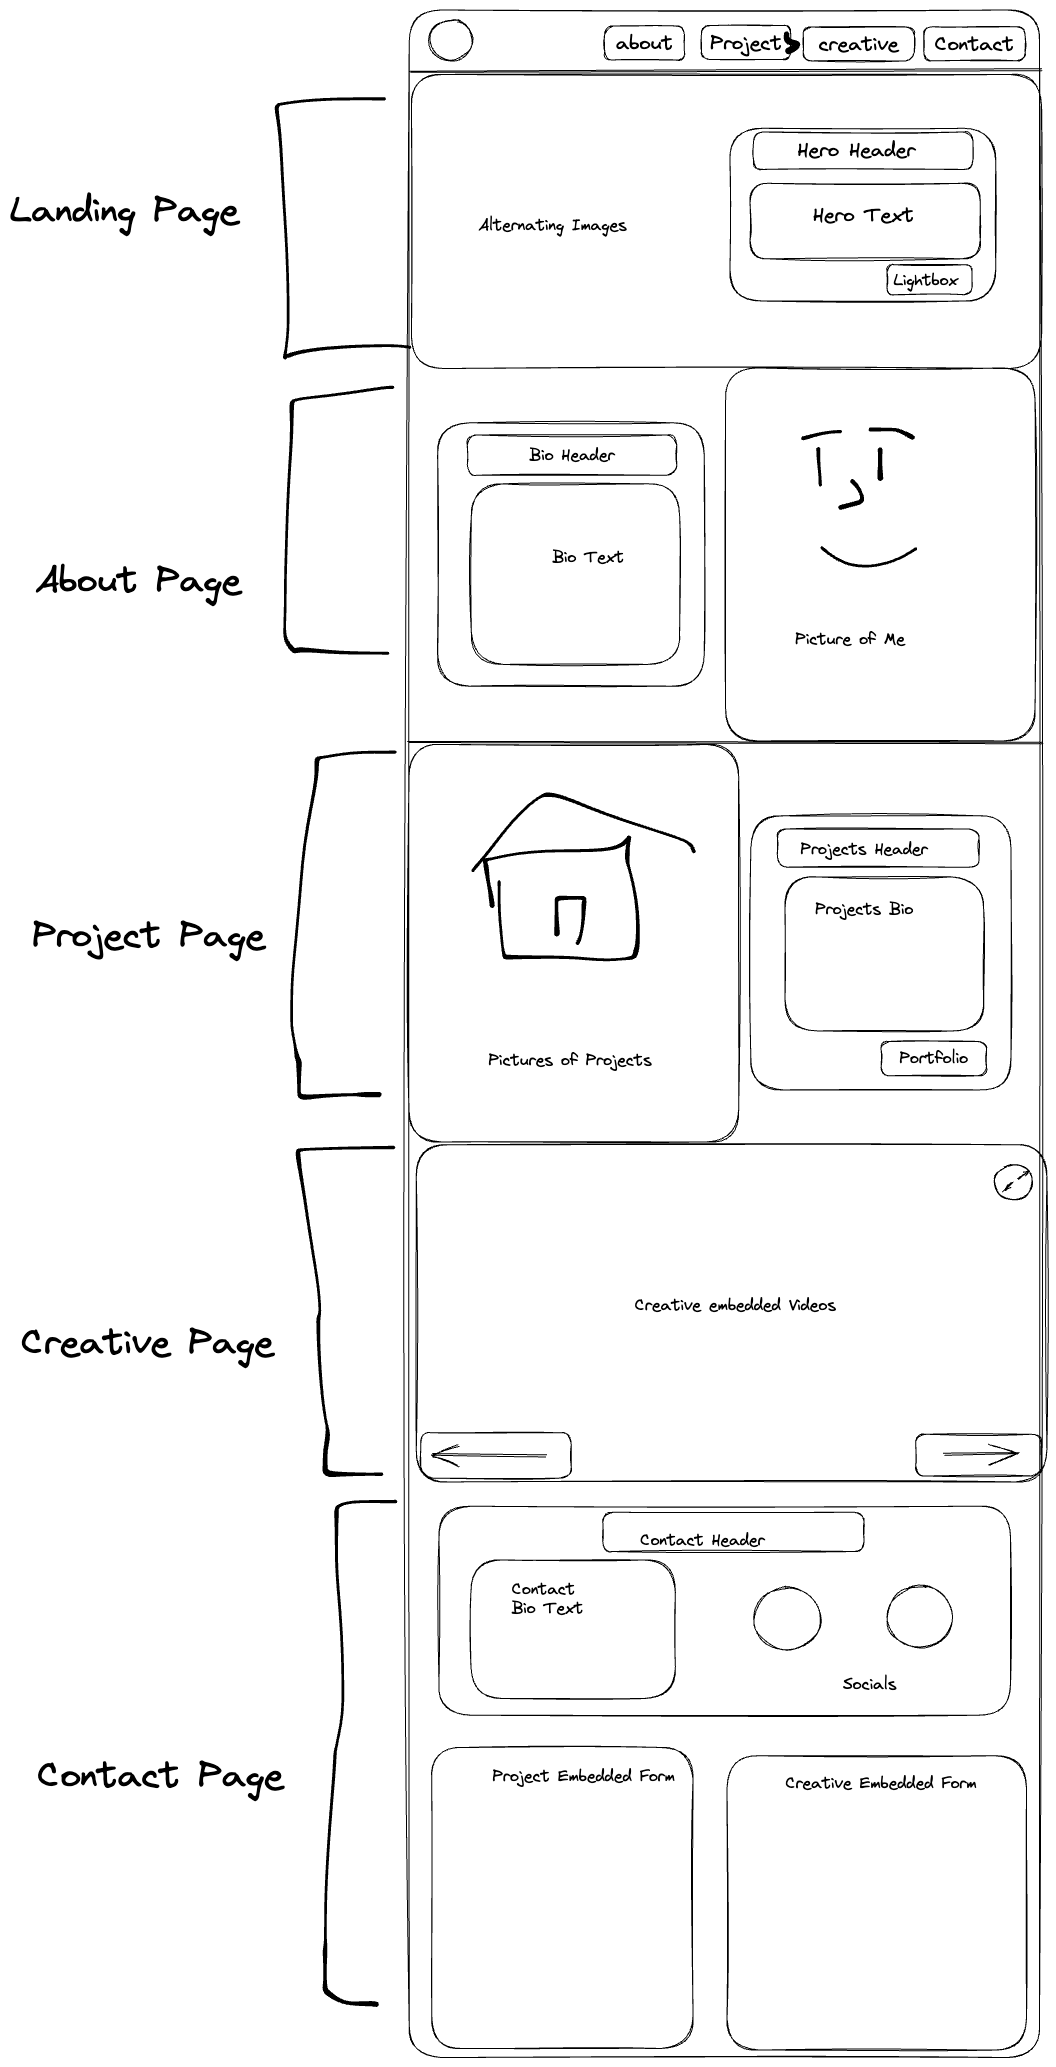 about
Projects
creative
Contact
Landing Page
Alternating Images
Hero Header
Hero Text
Lightbox
About Page
Bio Header
Bio Text
Picture of Me
Project Page
Pictures of Projects
Projects Header
Projects Bio
Portfolio
Creative Page
Creative embedded Videos
Contact Page
Contact Header
Contact
Bio Text
Socials
Project Embedded Form
Creative Embedded Form